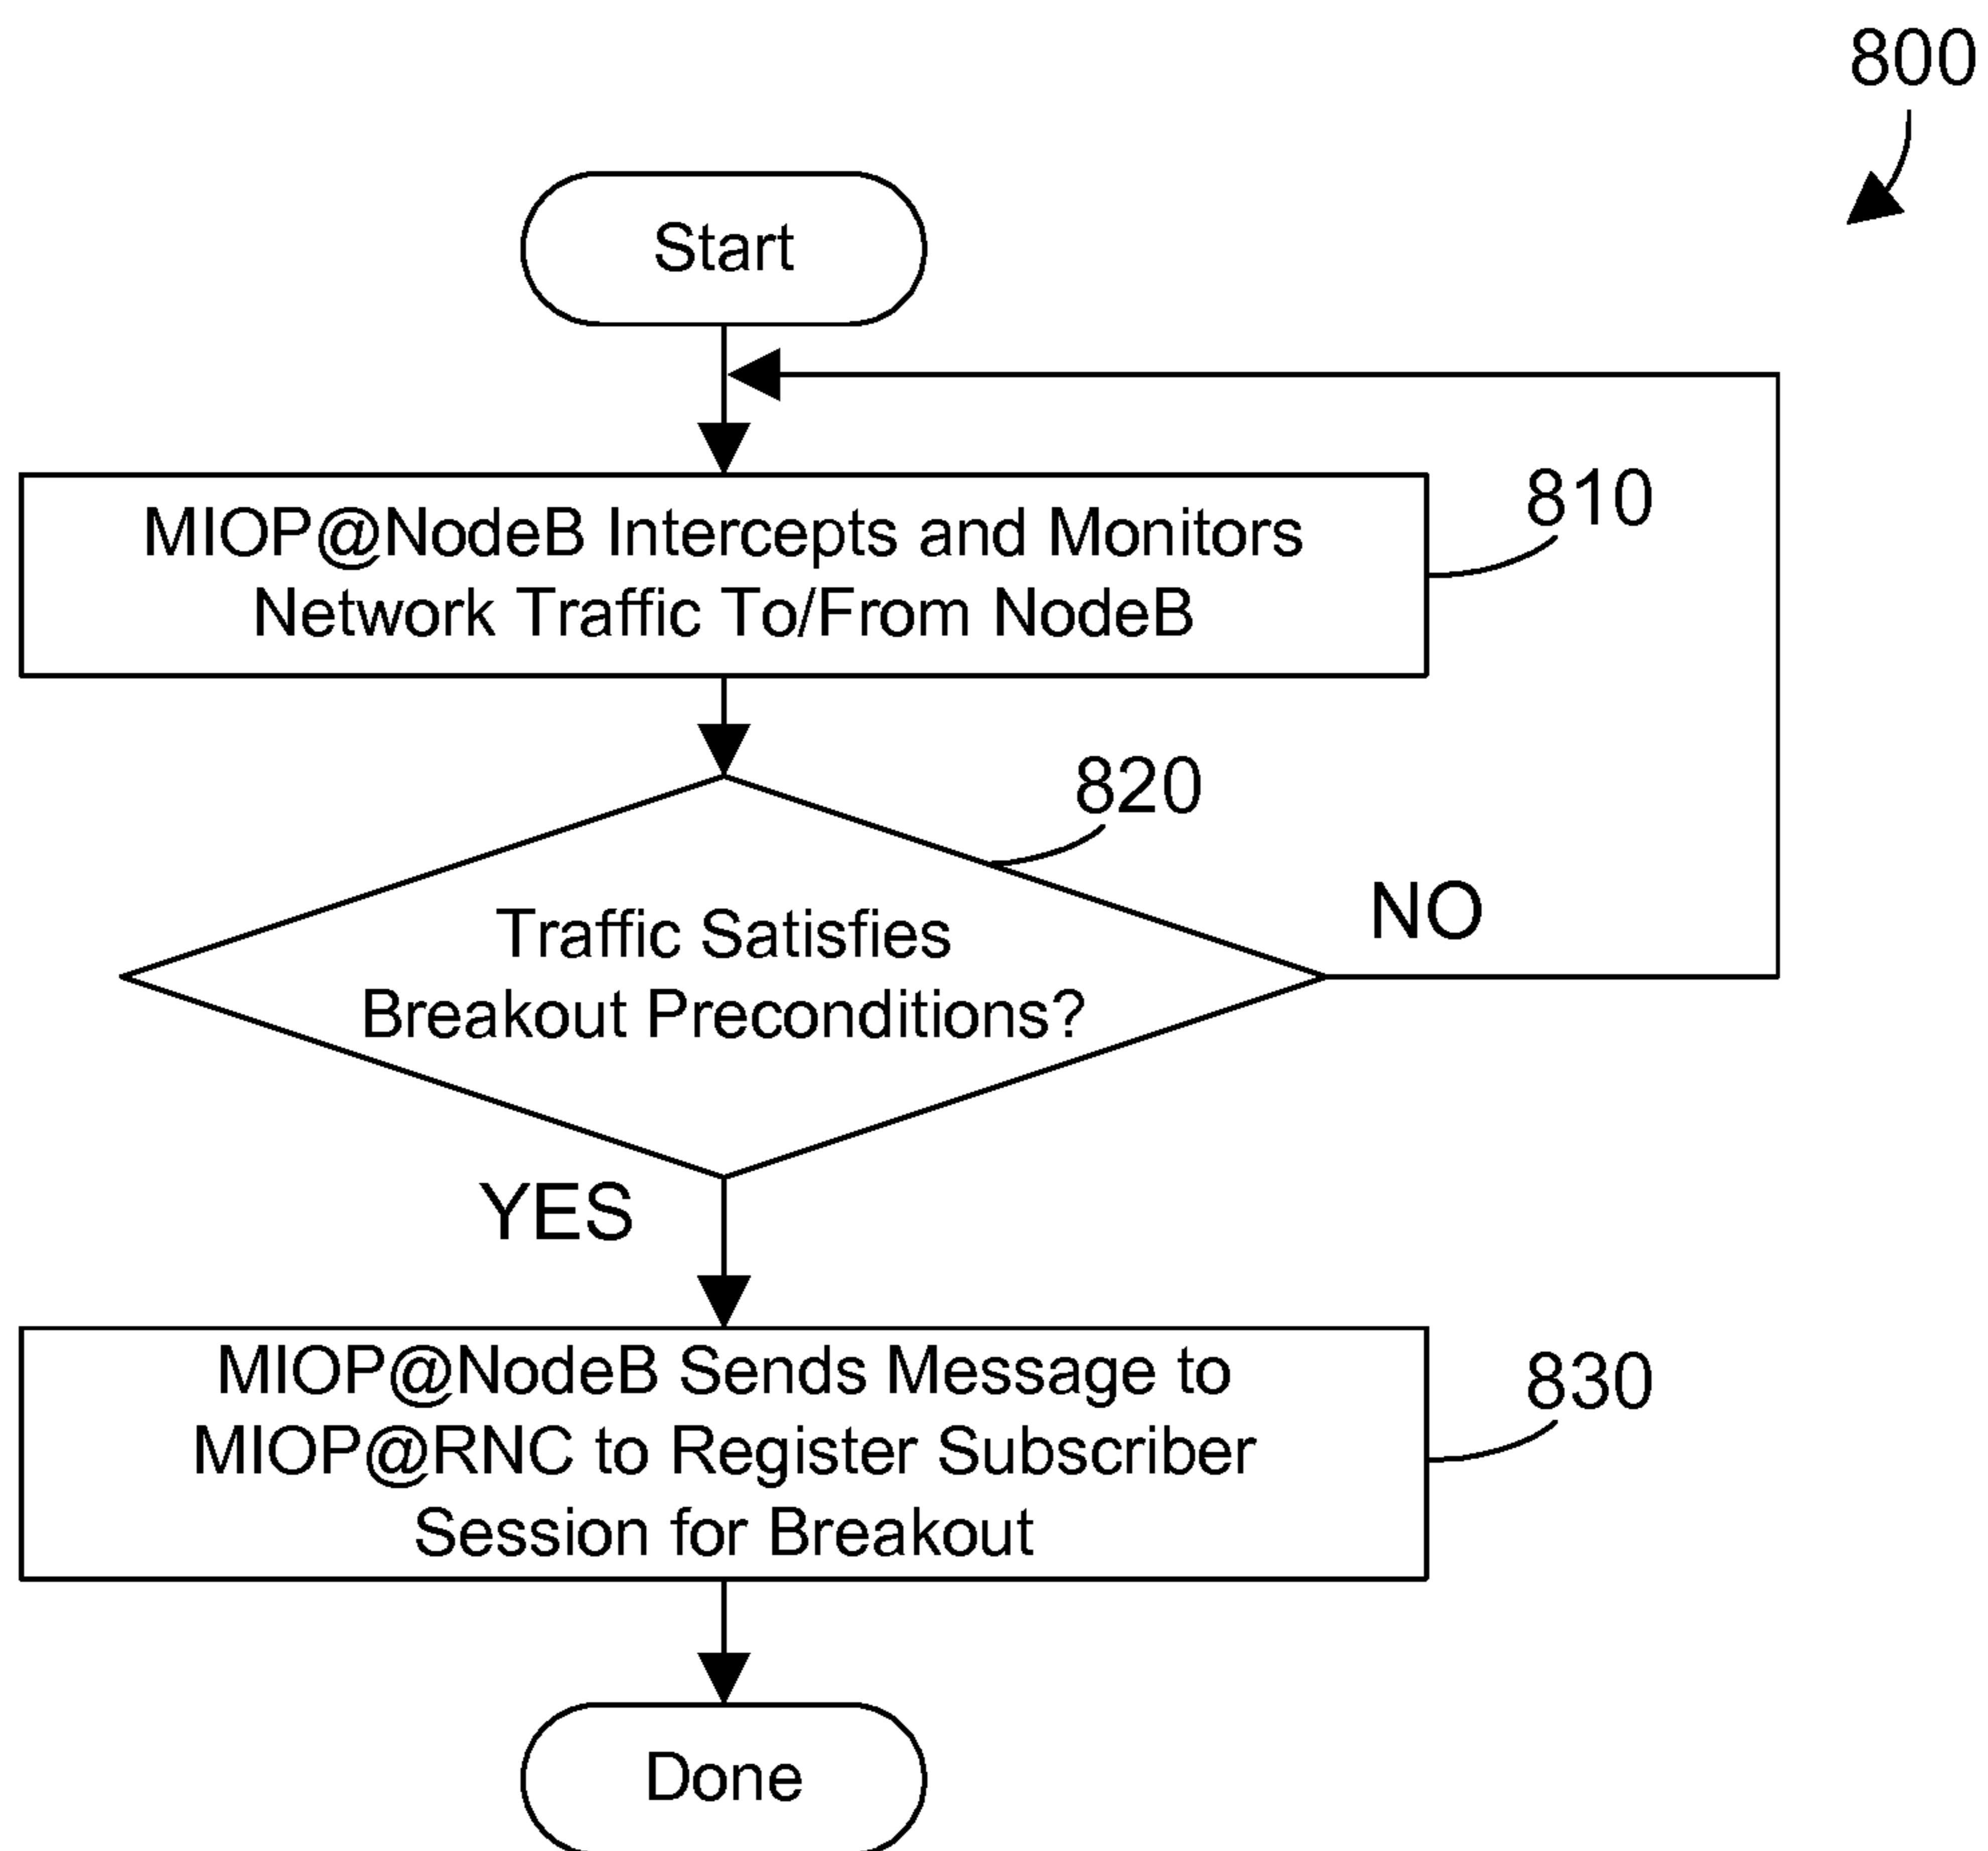 800
Start
MIOP@NodeB Intercepts and Monitors
Network Traffic To/From NodeB
810
820
Traffic Satisfies
Breakout Preconditions?
NO
YES
MIOP@NodeB Sends Message to
MIOP@RNC to Register Subscriber
Session for Breakout
830
Done